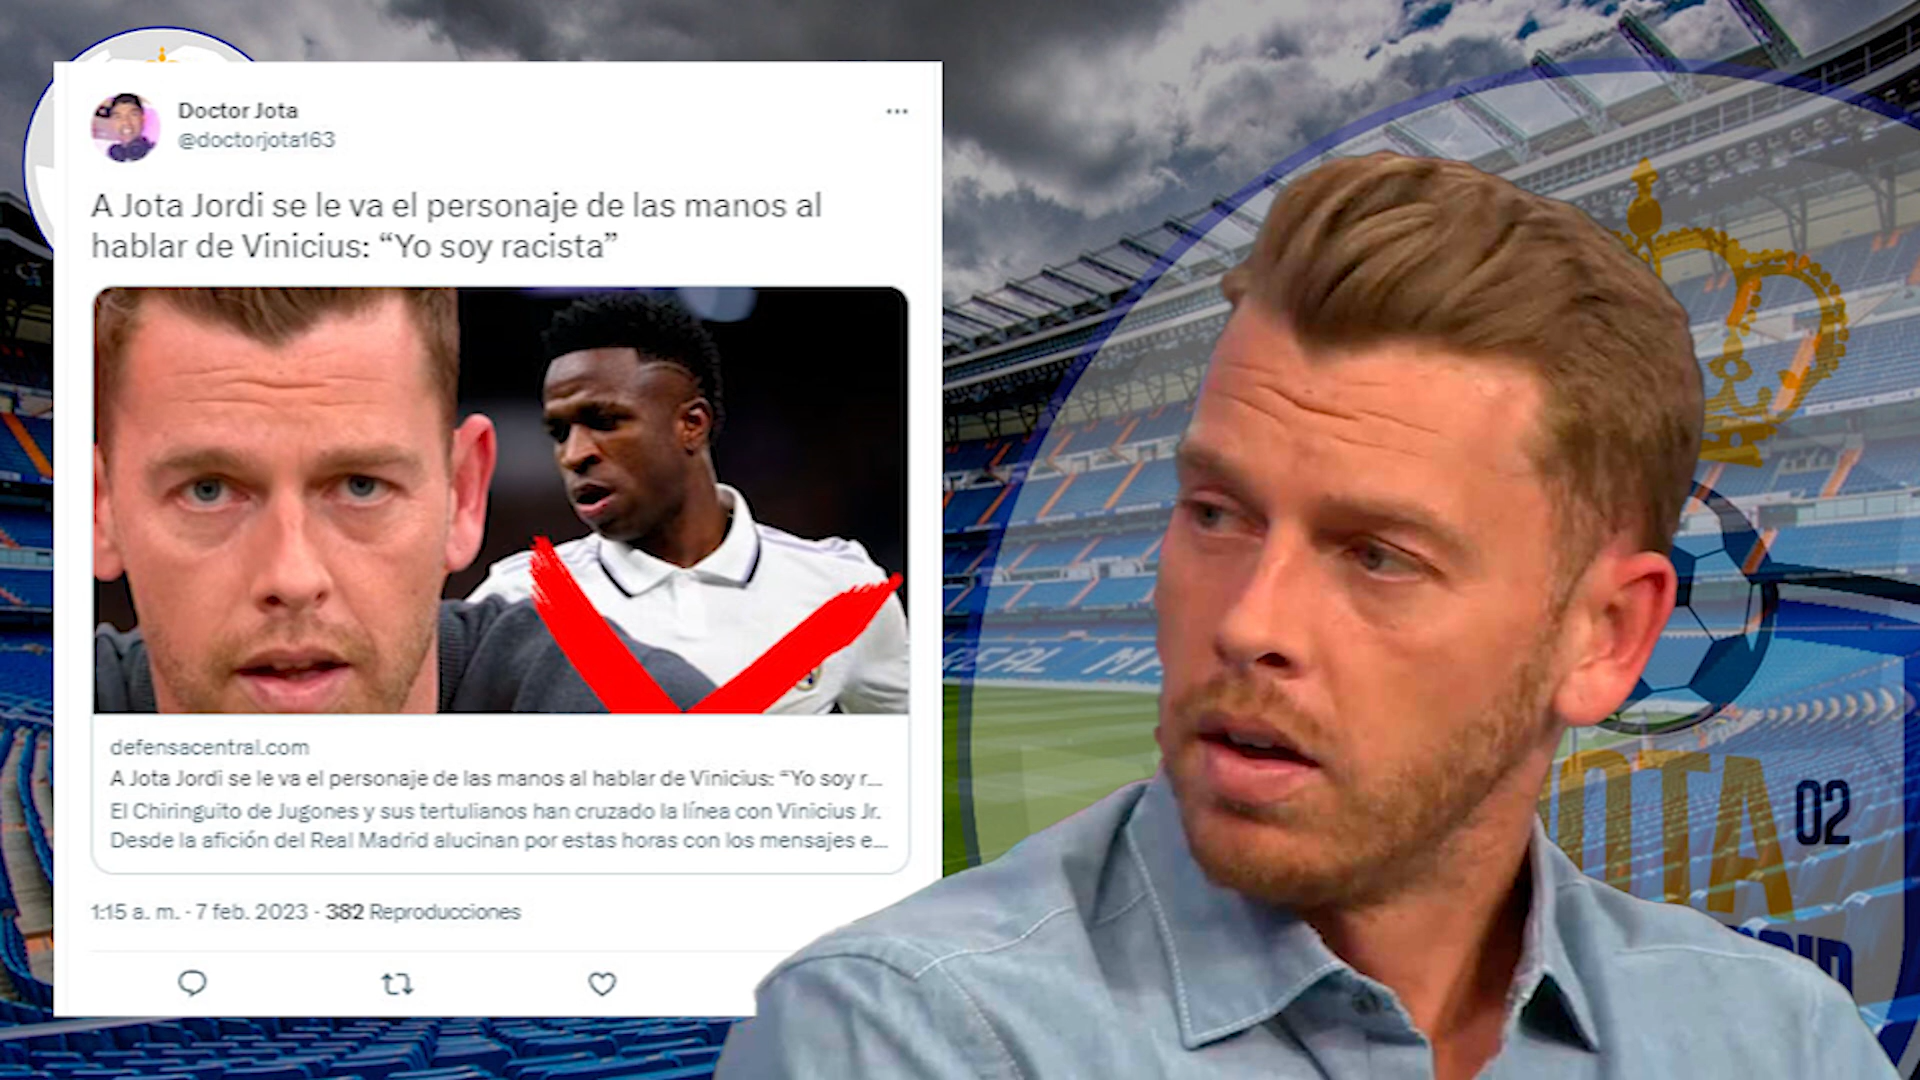 Doctor Jota
@doctorjota163
A Jota Jordi se le va el personaje de las manos al
hablar de Vinicius: “Yo soy racista”
defensacentral.com
A Jota Jordi se le va el personaje de las manos al hablar de Vinicius: “Yo soy r...
El Chiringuito de Jugones y sus tertulianos han cruzado la línea con Vinicius Jr.
Desde la afición del Real Madrid alucinan por estas horas con los mensajes e...
1:15 a. m. · 7 feb. 2023 · 382 Reproducciones
REAL MA
JOTA
02